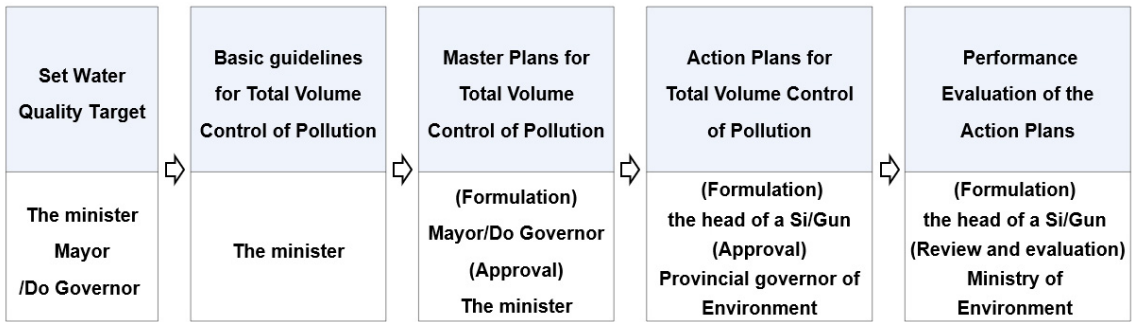 Set Water
Quality Target
The minister
Mayor
/Do Governor
Basic guidelines
for Total Volume
Control of Pollution
The minister
Master Plans for
Total Volume
Control of Pollution
(Formulation)
Mayor/Do Governor
(Approval)
The minister
Action Plans for
Total Volume Control
of Pollution
(Formulation)
the head of a Si/Gun
(Approval)
Provincial governor of
Environment
Performance
Evaluation of the
Action Plans
(Formulation)
the head of a Si/Gun
(Review and evaluation)
Ministry of
Environment